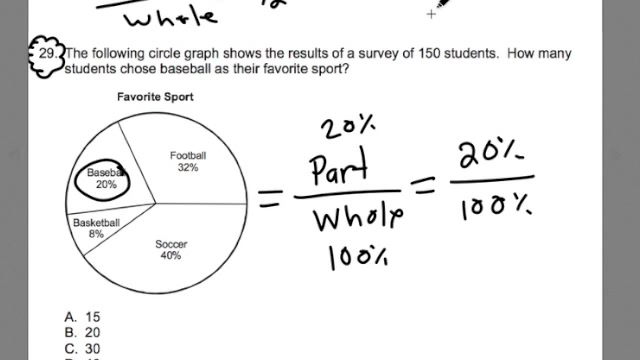 Whole
29. The following circle graph shows the results of a survey of 150 students. How many
students chose baseball as their favorite sport?
Favorite Sport
Football
32%
Baseba
20%
Basketball
8%
Soccer
40%
= 20% Part / Whole 100% = 20% / 100%
A. 15
B. 20
C. 30